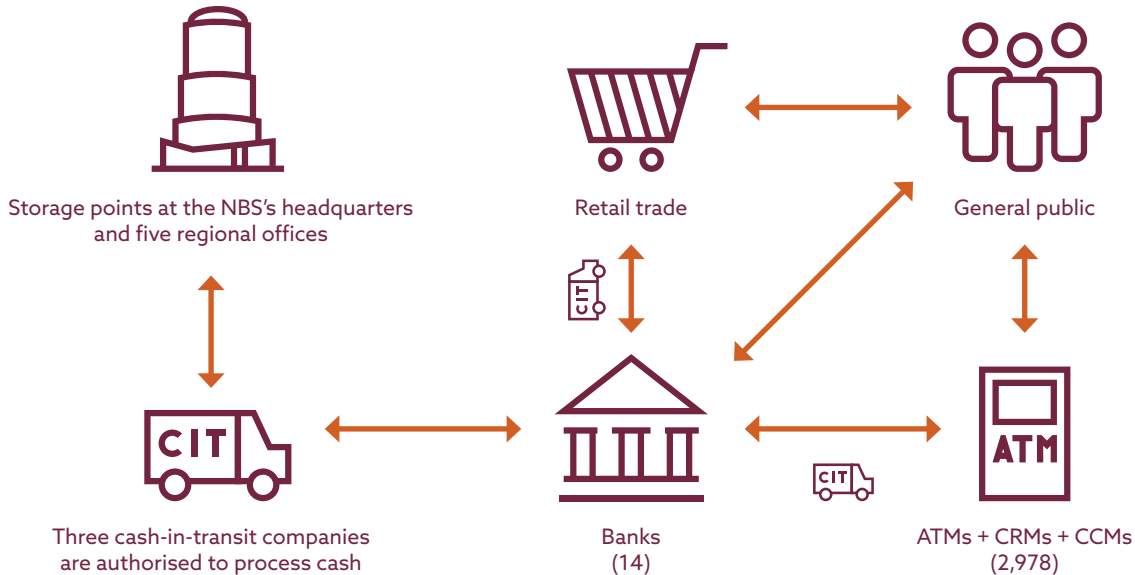 Storage points at the NBS's headquarters
and five regional offices
Retail trade
General public
CIT
CIT
ATM
CIT
Three cash-in-transit companies
are authorised to process cash
Banks
(14)
ATMs + CRMs + CCMs
(2,978)